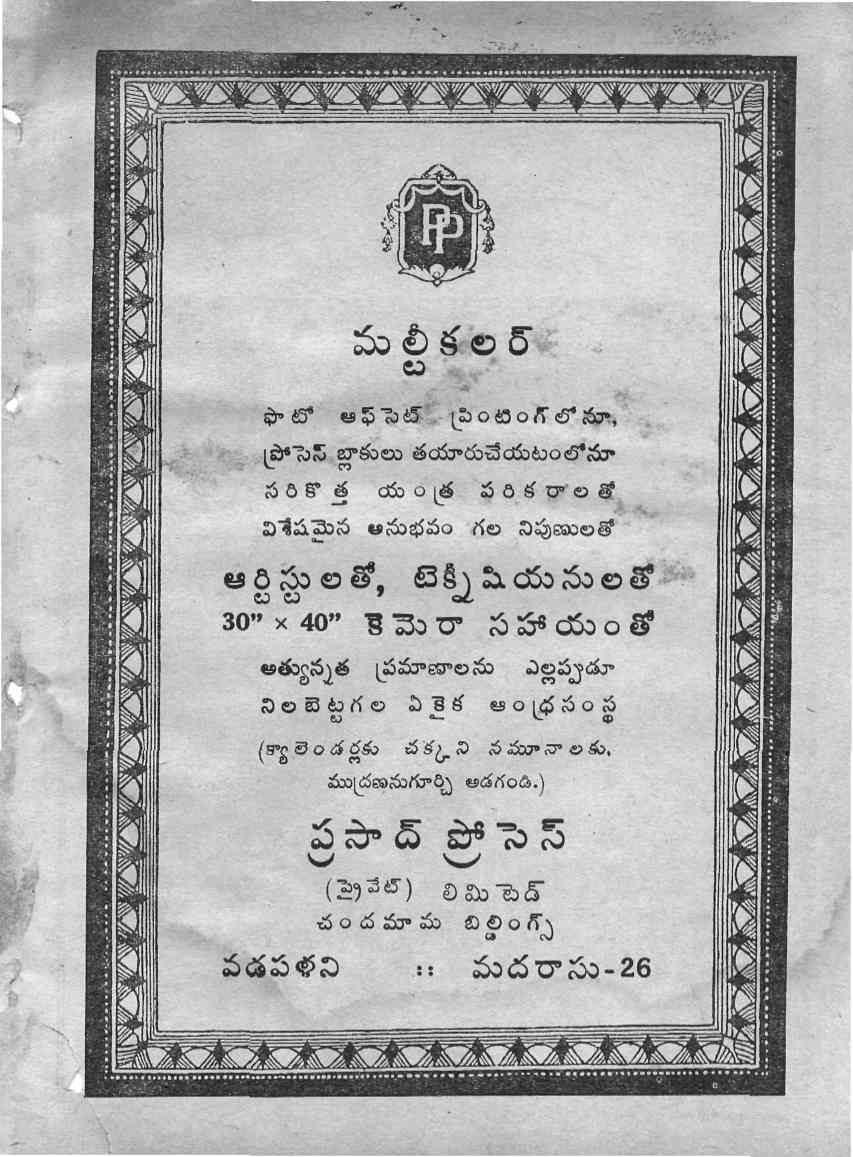 PP
మల్టీకలర్
ఫొటో ఆఫ్‌సెట్ ప్రింటింగ్‌లోనూ,
ప్రోసెస్ బ్లాకులు తయారుచేయటంలోనూ
సరికొత్త యంత్ర పరికరాలతో
విశేషమైన అనుభవం గల నిపుణులతో
ఆర్టిస్టులతో, టెక్నీషియనులతో
30” × 40” కెమెరా సహాయంతో
అత్యున్నత ప్రమాణాలను ఎల్లప్పుడూ
నిలబెట్టగల ఏకైక ఆంధ్రసంస్థ
(క్యాలెండర్లకు చక్కని నమూనాలకు,
ముద్రణనుగూర్చి అడగండి.)
ప్రసాద్ ప్రోసెస్
(ప్రైవేట్) లిమిటెడ్
చందమామ బిల్డింగ్స్
వడపళని :: మదరాసు-26